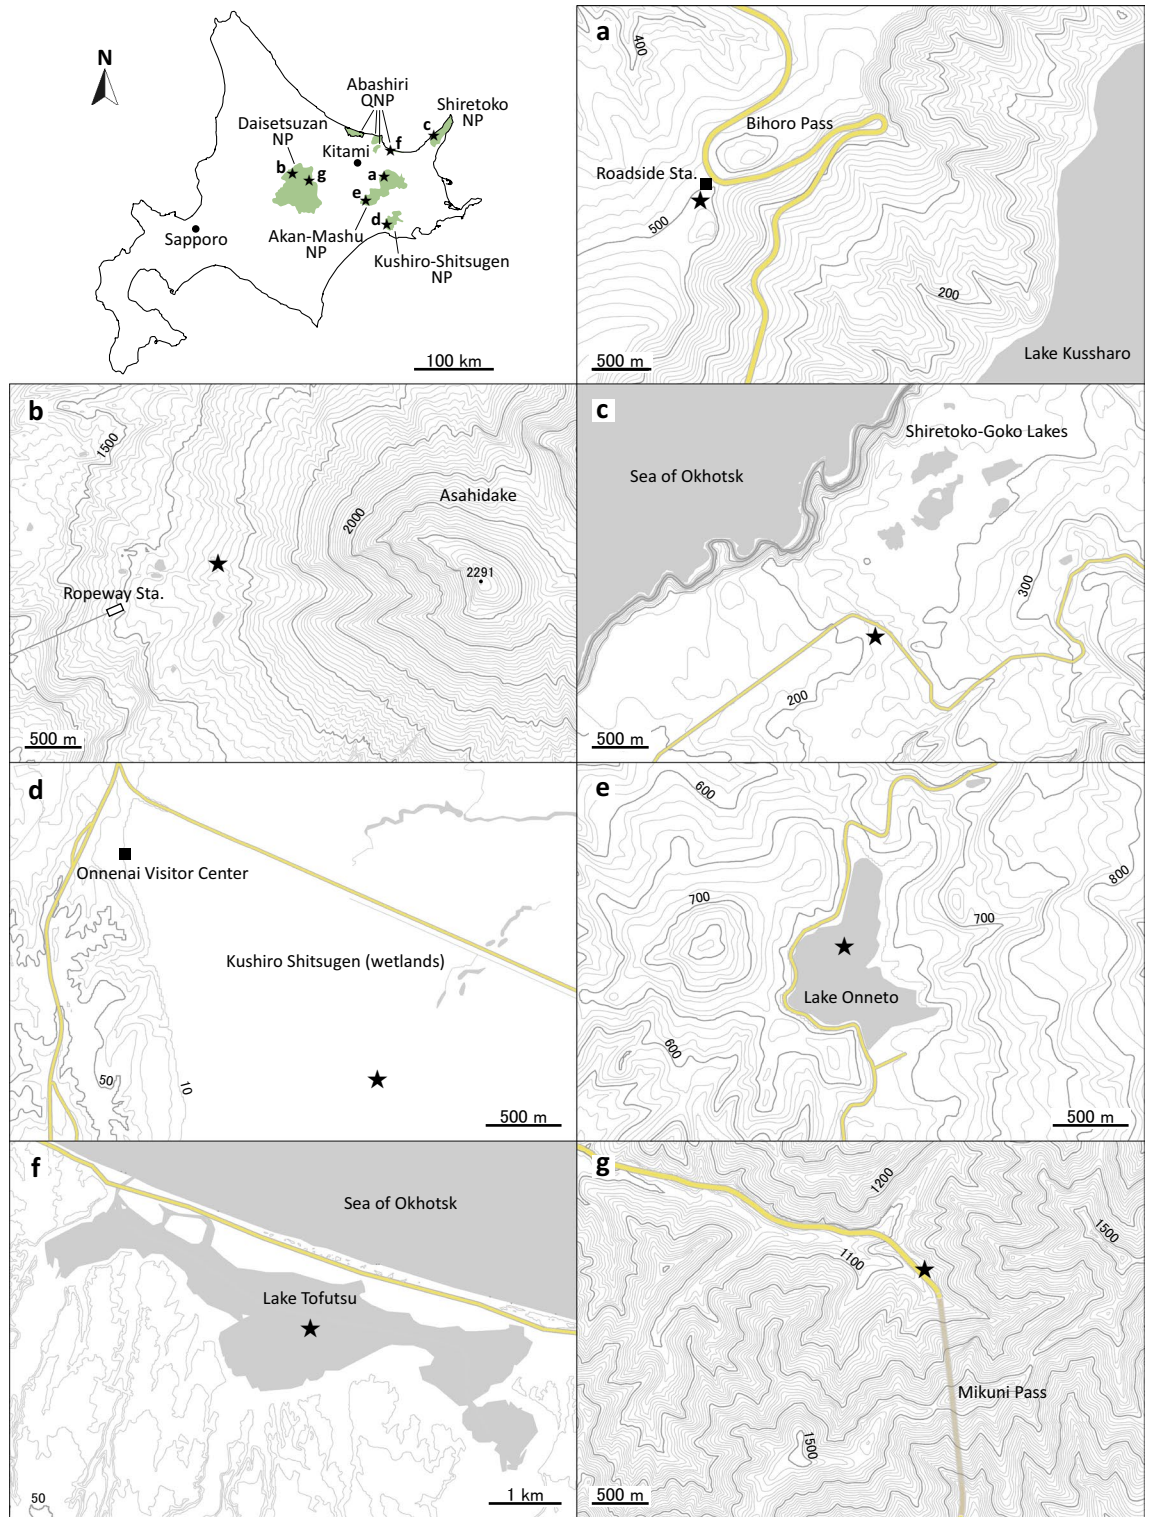 N
Abashiri
QNP
Shiretoko
NP
Daisetsuzan
NP
Kitami
c
f
b
g
a
e
d
Sapporo
Akan-Mashu
NP
Kushiro-Shitsugen
NP
100 km
a
400
Bihoro Pass
Roadside Sta.
500
200
Lake Kussharo
500 m
b
1500
Asahidake
2000
2291
Ropeway Sta.
500 m
c
Shiretoko-Goko Lakes
Sea of Okhotsk
300
200
500 m
d
Onnenai Visitor Center
Kushiro Shitsugen (wetlands)
50
10
500 m
e
600
800
700
700
Lake Onneto
600
500 m
f
Sea of Okhotsk
Lake Tofutsu
50
1 km
g
1200
1500
1100
Mikuni Pass
1500
500 m